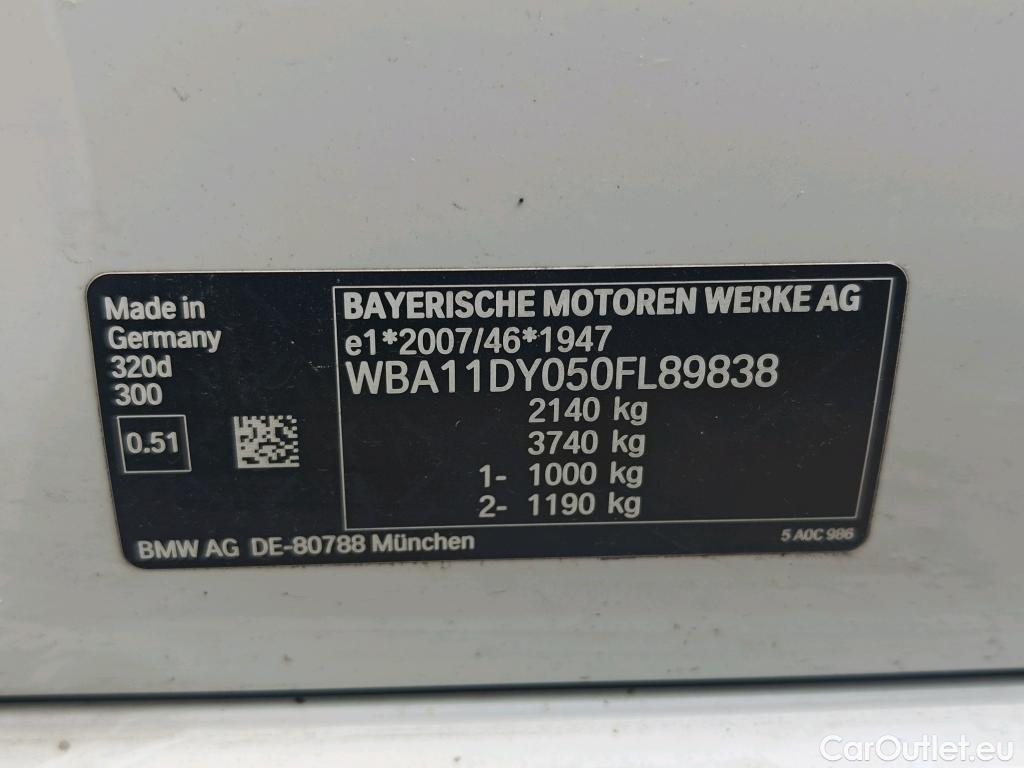 Made in
Germany
320d
300
0.51
BAYERISCHE MOTOREN WERKE AG
e1*2007/46*1947
WBA11DY050FL89838
2140 kg
3740 kg
1- 1000 kg
2- 1190 kg
BMW AG DE-80788 München
5 A0C 986
CarOutlet.eu